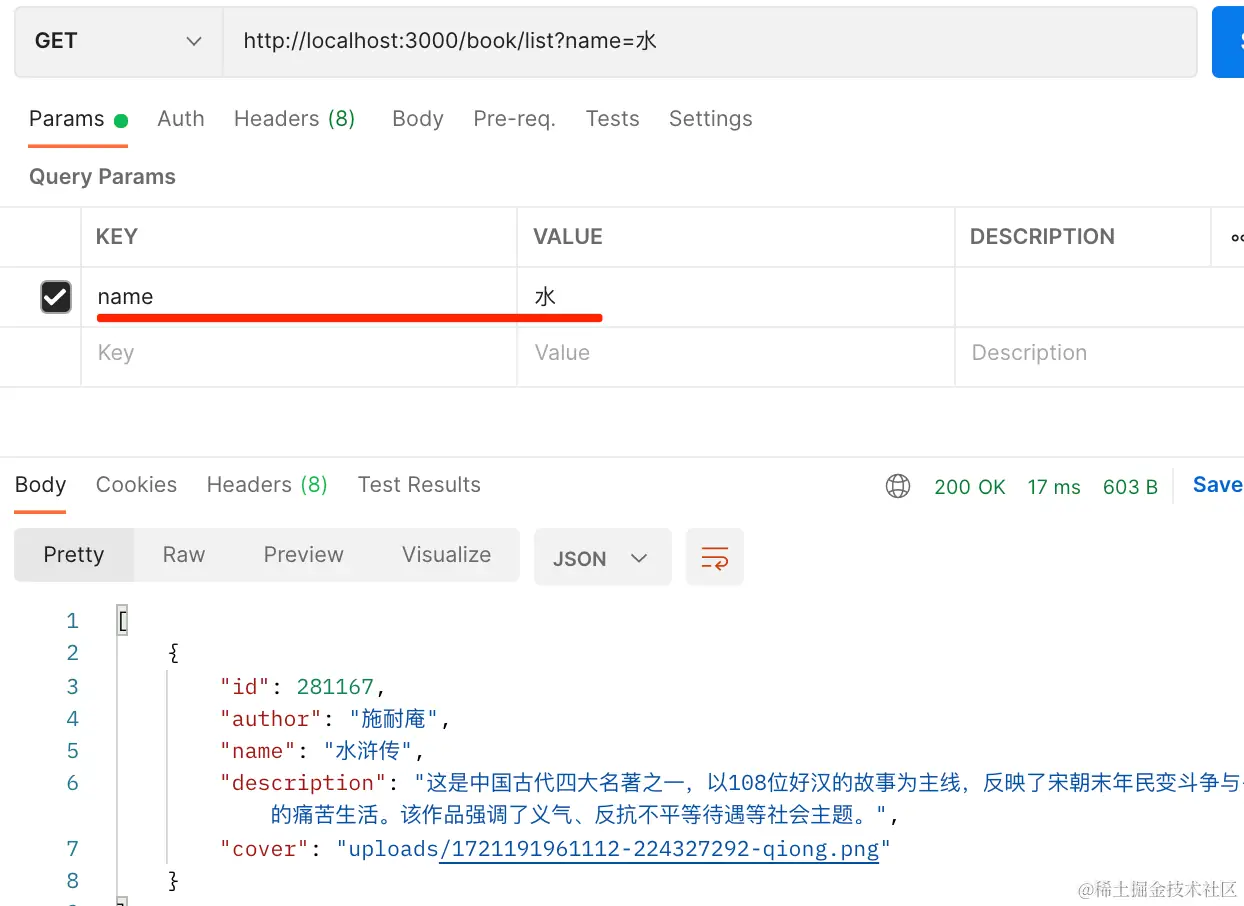 GET http://localhost:3000/book/list?name=水
Params Auth Headers (8) Body Pre-req. Tests Settings
Query Params
KEY VALUE DESCRIPTION
name 水
Key Value Description
Body Cookies Headers (8) Test Results 200 OK 17 ms 603 B Save
Pretty Raw Preview Visualize JSON
1 [
2 {
3 "id": 281167,
4 "author": "施耐庵",
5 "name": "水浒传",
6 "description": "这是中国古代四大名著之一，以108位好汉的故事为主线，反映了宋朝末年民变斗争与
的痛苦生活。该作品强调了义气、反抗不平等待遇等社会主题。",
7 "cover": "uploads/1721191961112-224327292-qiong.png"
8 }
@稀土掘金技术社区